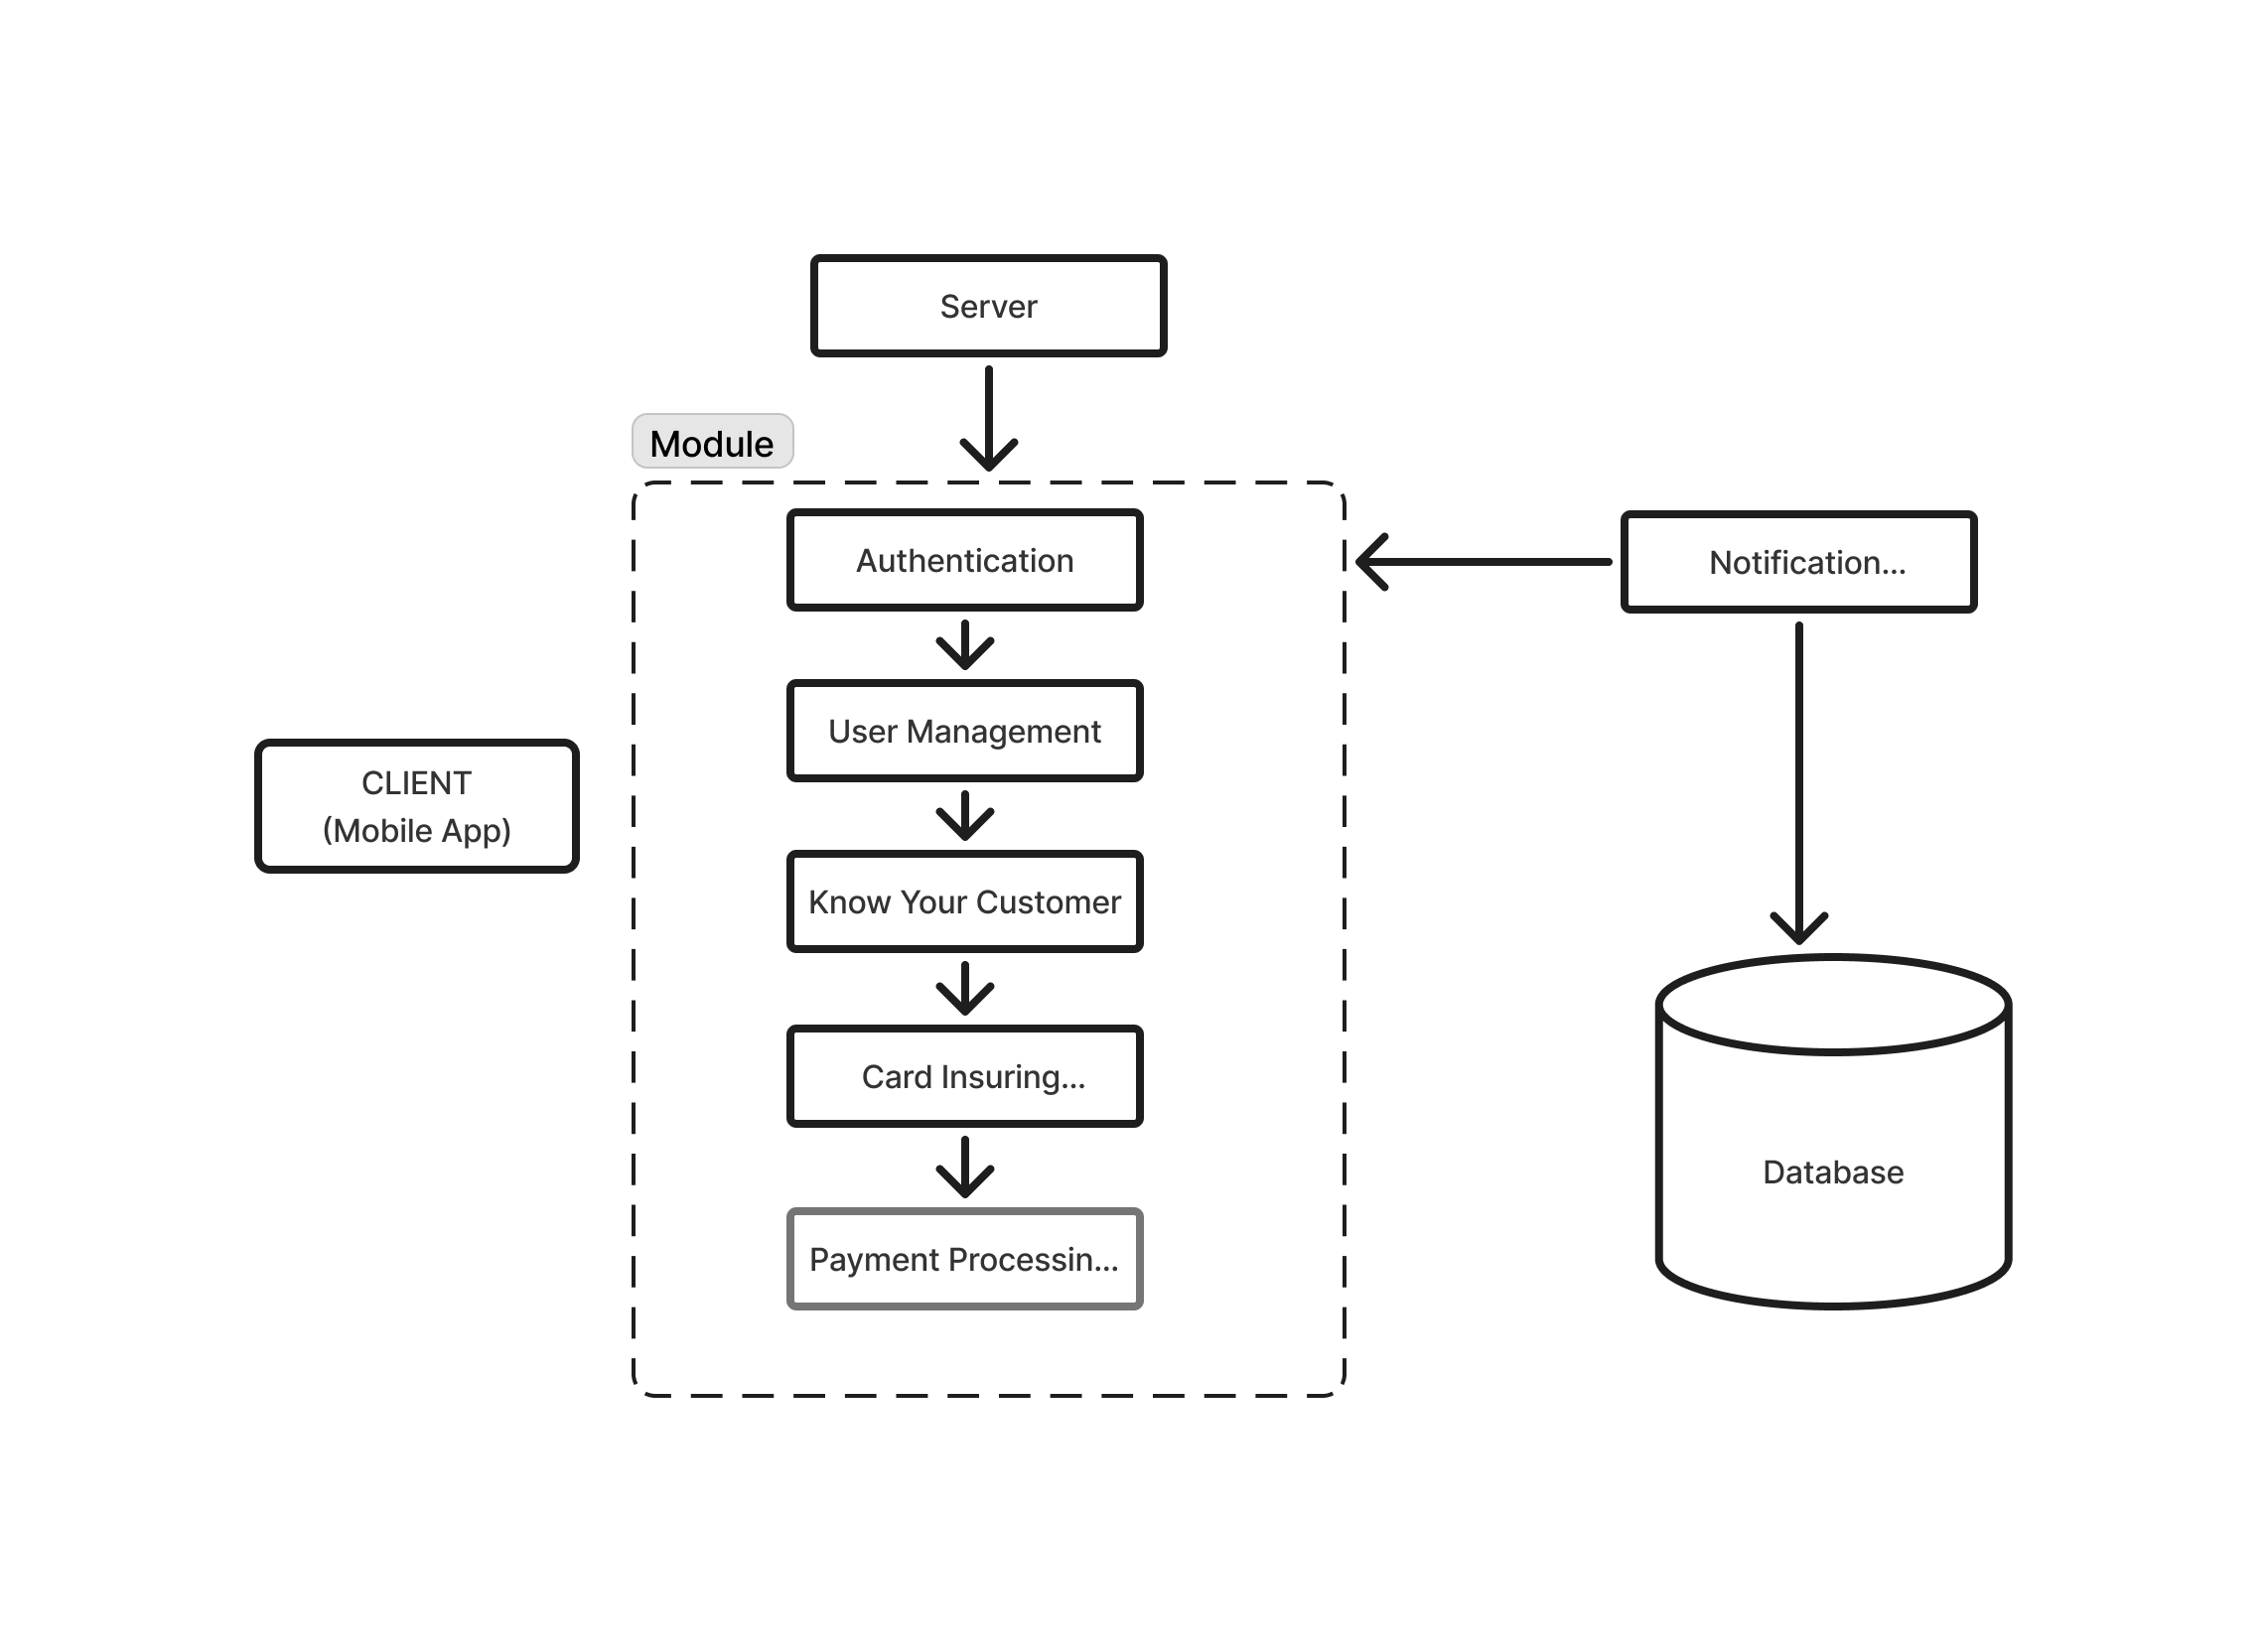 Server
Module
Authentication
Notification...
User Management
CLIENT
(Mobile App)
Know Your Customer
Card Insuring...
Database
Payment Processin...